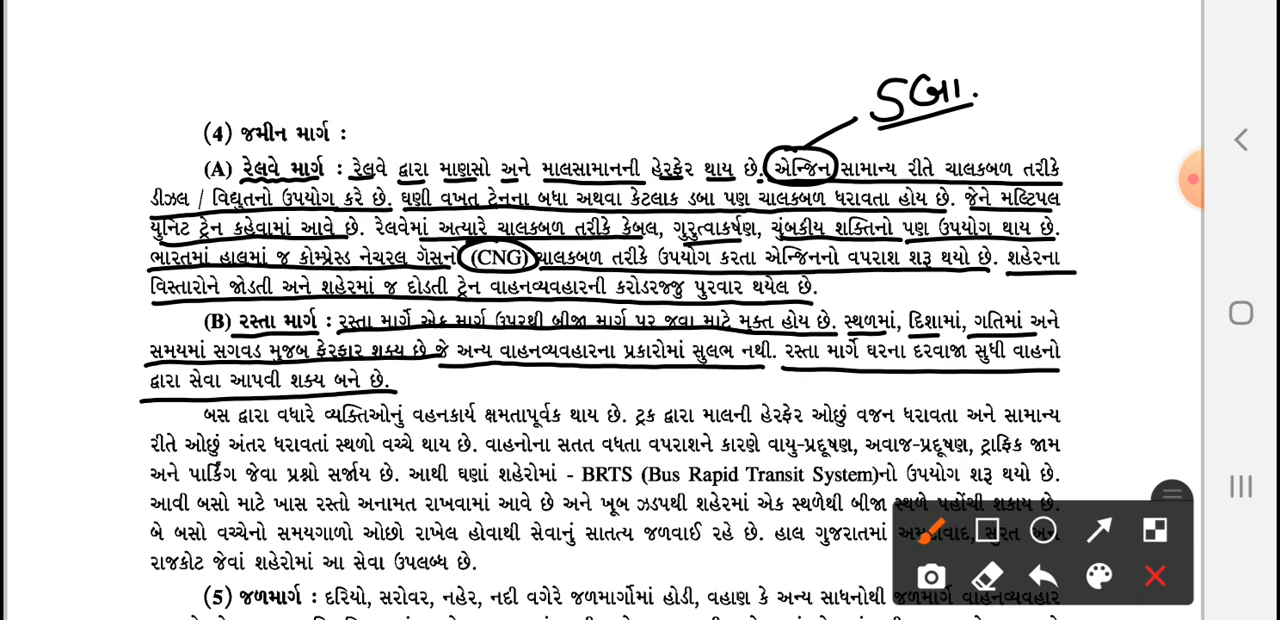 ડબ્બા.
(4) જમીન માર્ગ :
(A) રેલવે માર્ગ : રેલવે દ્વારા માણસો અને માલસામાનની હેરફેર થાય છે. એન્જિન સામાન્ય રીતે ચાલકબળ તરીકે
ડીઝલ / વિદ્યુતનો ઉપયોગ કરે છે. ઘણી વખત ટ્રેનના બધા અથવા કેટલાક ડબા પણ ચાલકબળ ધરાવતા હોય છે. જેને મલ્ટિપલ
યુનિટ ટ્રેન કહેવામાં આવે છે. રેલવેમાં અત્યારે ચાલકબળ તરીકે કેબલ, ગુરુત્વાકર્ષણ, ચુંબકીય શક્તિનો પણ ઉપયોગ થાય છે.
ભારતમાં હાલમાં જ કોમ્પ્રેસ્ડ નેચરલ ગૅસનો (CNG) ચાલકબળ તરીકે ઉપયોગ કરતા એન્જિનનો વપરાશ શરૂ થયો છે. શહેરના
વિસ્તારોને જોડતી અને શહેરમાં જ દોડતી ટ્રેન વાહનવ્યવહારની કરોડરજ્જુ પુરવાર થયેલ છે.
(B) રસ્તા માર્ગ : રસ્તા માર્ગે એક માર્ગ ઉપરથી બીજા માર્ગ પર જવા માટે મુક્ત હોય છે. સ્થળમાં, દિશામાં, ગતિમાં અને
સમયમાં સગવડ મુજબ ફેરફાર શક્ય છે જે અન્ય વાહનવ્યવહારના પ્રકારોમાં સુલભ નથી. રસ્તા માર્ગે ઘરના દરવાજા સુધી વાહનો
દ્વારા સેવા આપવી શક્ય બને છે.
બસ દ્વારા વધારે વ્યક્તિઓનું વહનકાર્ય ક્ષમતાપૂર્વક થાય છે. ટ્રક દ્વારા માલની હેરફેર ઓછું વજન ધરાવતા અને સામાન્ય
રીતે ઓછું અંતર ધરાવતાં સ્થળો વચ્ચે થાય છે. વાહનોના સતત વધતા વપરાશને કારણે વાયુ-પ્રદૂષણ, અવાજ-પ્રદૂષણ, ટ્રાફિક જામ
અને પાર્કિંગ જેવા પ્રશ્નો સર્જાય છે. આથી ઘણાં શહેરોમાં - BRTS (Bus Rapid Transit System)નો ઉપયોગ શરૂ થયો છે.
આવી બસો માટે ખાસ રસ્તો અનામત રાખવામાં આવે છે અને ખૂબ ઝડપથી શહેરમાં એક સ્થળેથી બીજા સ્થળે પહોંચી શકાય છે.
બે બસો વચ્ચેનો સમયગાળો ઓછો રાખેલ હોવાથી સેવાનું સાતત્ય જળવાઈ રહે છે. હાલ ગુજરાતમાં અમદાવાદ, સુરત અને
રાજકોટ જેવાં શહેરોમાં આ સેવા ઉપલબ્ધ છે.
(5) જળમાર્ગ : દરિયો, સરોવર, નહેર, નદી વગેરે જળમાર્ગોમાં હોડી, વહાણ કે અન્ય સાધનોથી જળમાર્ગે વાહનવ્યવહાર